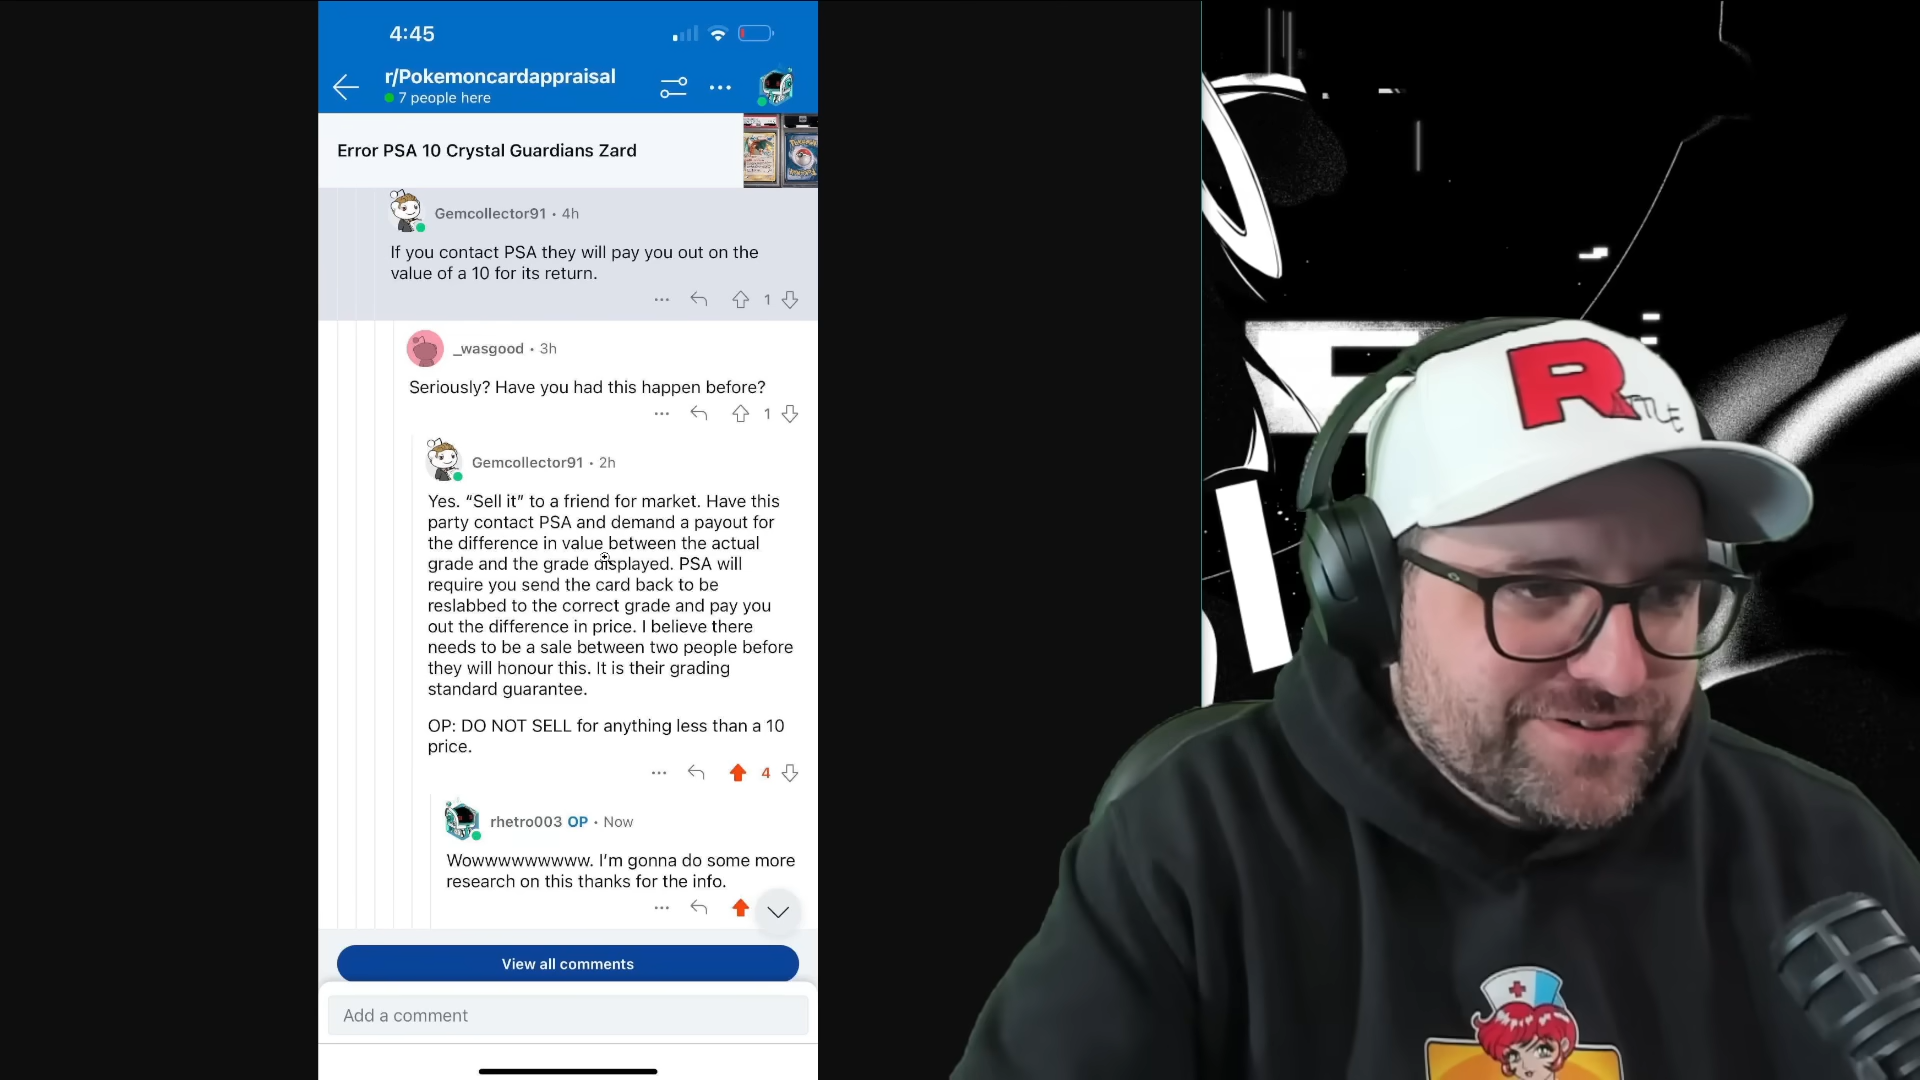 4:45
r/Pokemoncardappraisal
7 people here
Error PSA 10 Crystal Guardians Zard
Gemcollector91 • 4h
If you contact PSA they will pay you out on the
value of a 10 for its return.
1
_wasgood • 3h
Seriously? Have you had this happen before?
1
Gemcollector91 • 2h
Yes. “Sell it” to a friend for market. Have this
party contact PSA and demand a payout for
the difference in value between the actual
grade and the grade displayed. PSA will
require you send the card back to be
reslabbed to the correct grade and pay you
out the difference in price. I believe there
needs to be a sale between two people before
they will honour this. It is their grading
standard guarantee.
OP: DO NOT SELL for anything less than a 10
price.
4
rhetro003 OP • Now
Wowwwwwwwww. I’m gonna do some more
research on this thanks for the info.
View all comments
Add a comment
R